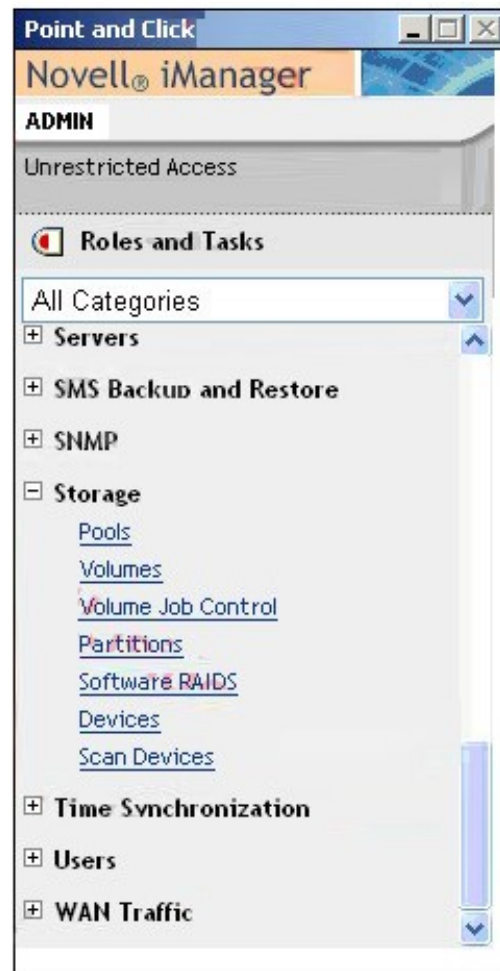 Point and Click
Novell® iManager
ADMIN
Unrestricted Access
Roles and Tasks
All Categories
Servers
SMS Backup and Restore
SNMP
Storage
Pools
Volumes
Volume Job Control
Partitions
Software RAIDS
Devices
Scan Devices
Time Synchronization
Users
WAN Traffic